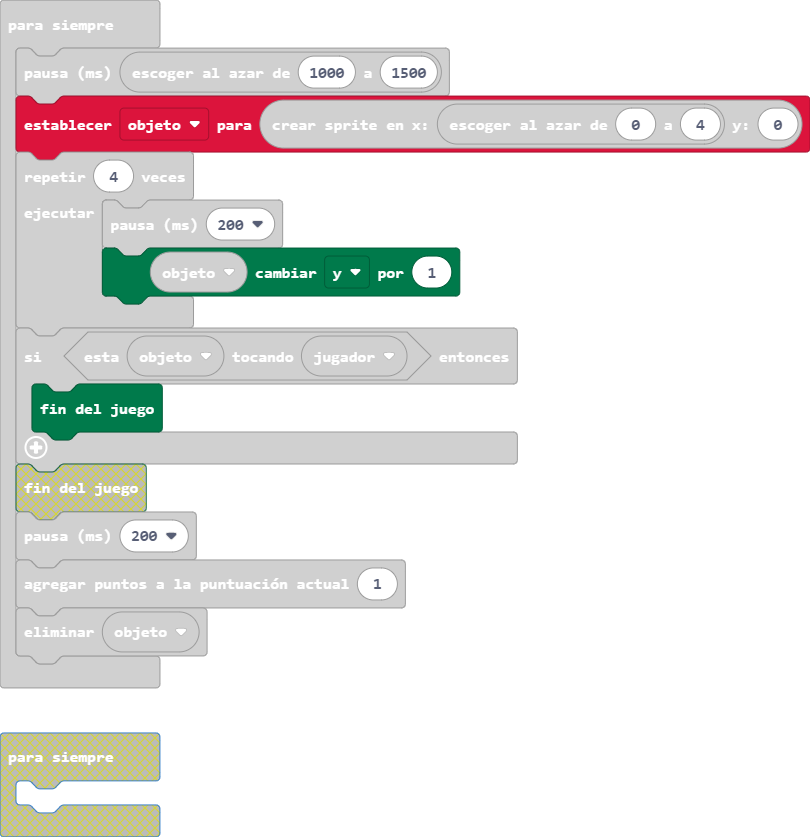 para siempre
pausa (ms) escoger al azar de 1000 a 1500
establecer objeto para crear sprite en x: escoger al azar de 0 a 4 y: 0
repetir 4 veces
ejecutar
pausa (ms) 200
objeto cambiar y por 1
si esta objeto tocando jugador entonces
fin del juego
fin del juego
pausa (ms) 200
agregar puntos a la puntuación actual 1
eliminar objeto
para siempre